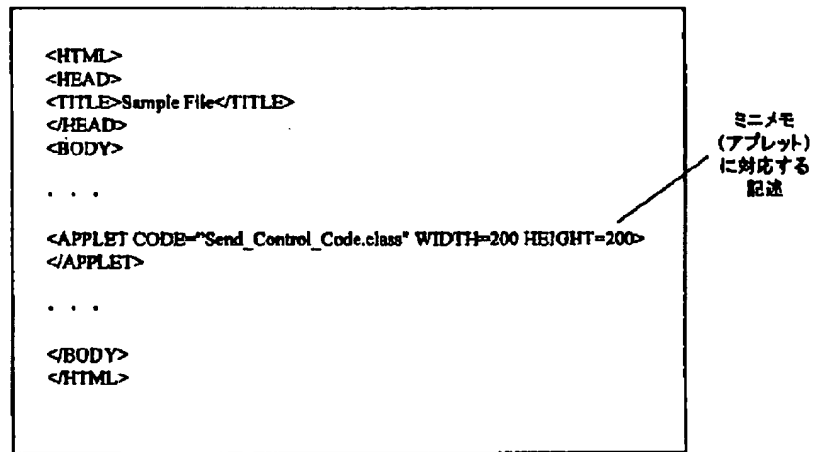 <HTML>
<HEAD>
<TITLE>Sample File</TITLE>
</HEAD>
<BODY>
. . .
<APPLET CODE="Send_Control_Code.class" WIDTH=200 HEIGHT=200>
</APPLET>
. . .
</BODY>
</HTML>
ミニメモ
(アプレット)
に対応する
記述